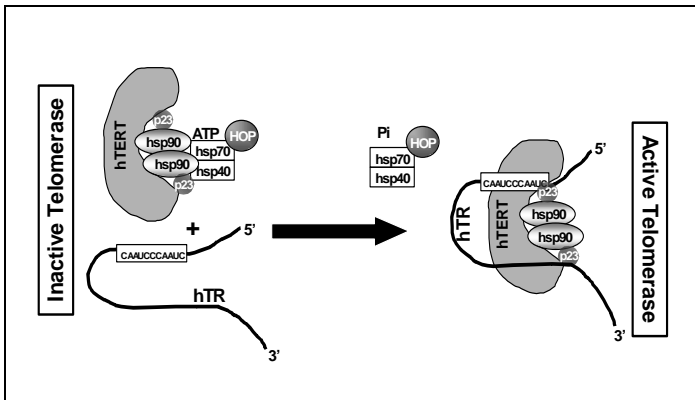 Inactive Telomerase
hTERT
p23
hsp90
hsp90
p23
ATP
HOP
hsp70
hsp40
+
CAAUCCCAAUC
5’
hTR
3’
Pi
HOP
hsp70
hsp40
CAAUCCCAAUC
5’
hTR
hTERT
p23
hsp90
hsp90
p23
3’
Active Telomerase